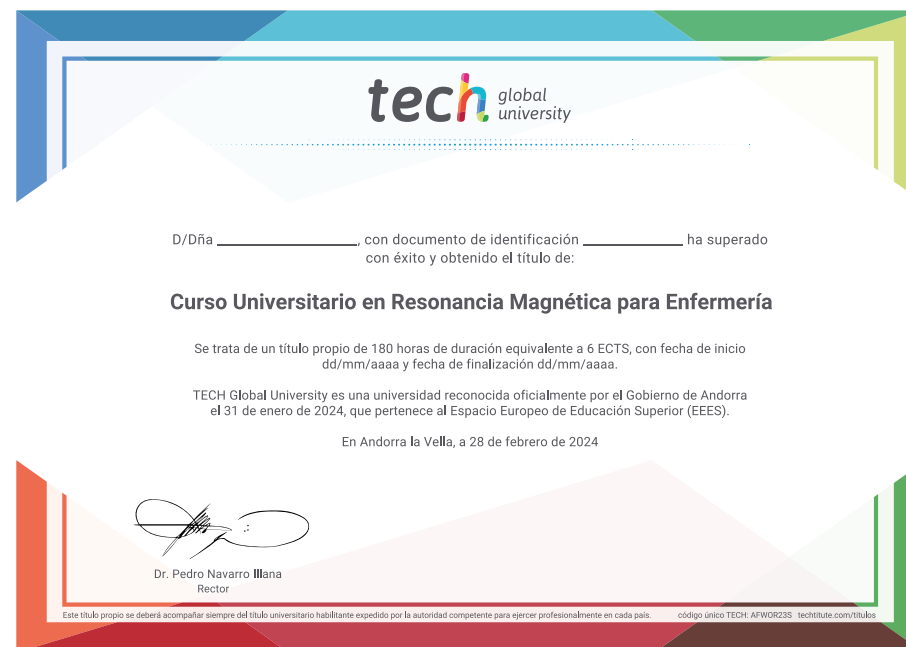 tech global
university
D/Dña ____________________, con documento de identificación ______________ ha superado
con éxito y obtenido el título de:
Curso Universitario en Resonancia Magnética para Enfermería
Se trata de un título propio de 180 horas de duración equivalente a 6 ECTS, con fecha de inicio
dd/mm/aaaa y fecha de finalización dd/mm/aaaa.
TECH Global University es una universidad reconocida oficialmente por el Gobierno de Andorra
el 31 de enero de 2024, que pertenece al Espacio Europeo de Educación Superior (EEES).
En Andorra la Vella, a 28 de febrero de 2024
Dr. Pedro Navarro Illana
Rector
Este título propio se deberá acompañar siempre del título universitario habilitante expedido por la autoridad competente para ejercer profesionalmente en cada país. código único TECH: AFWOR23S techtitute.com/titulos